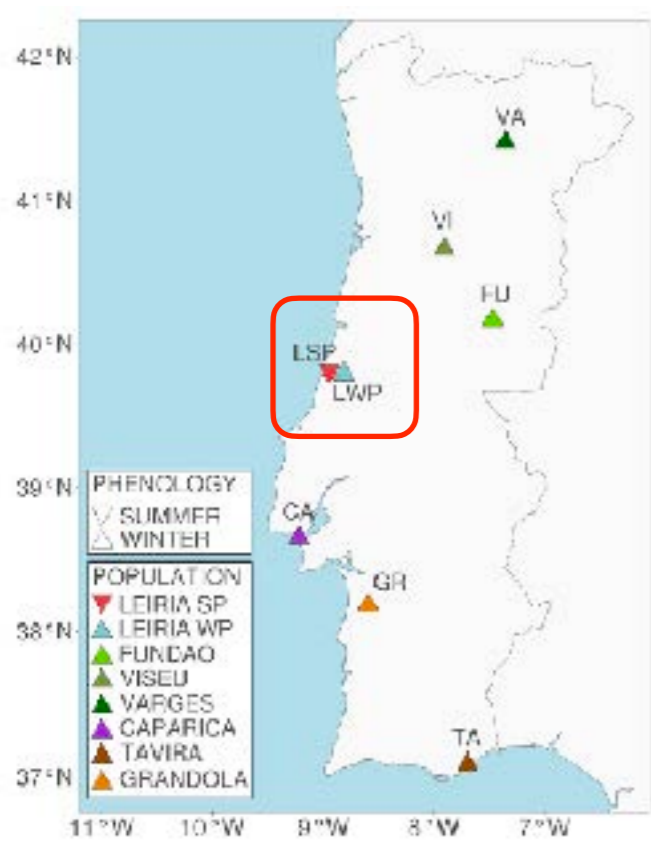 42°N
VA
41°N
VI
FU
40°N
LSP
LWP
39°N
PHENOLOGY
SUMMER
WINTER
CA
POPULATION
LEIRIA SP
LEIRIA WP
FUNDAO
VISEU
VARGES
CAPARICA
TAVIRA
GRANDOLA
GR
38°N
TA
37°N
11°W 10°W 9°W 8°W 7°W